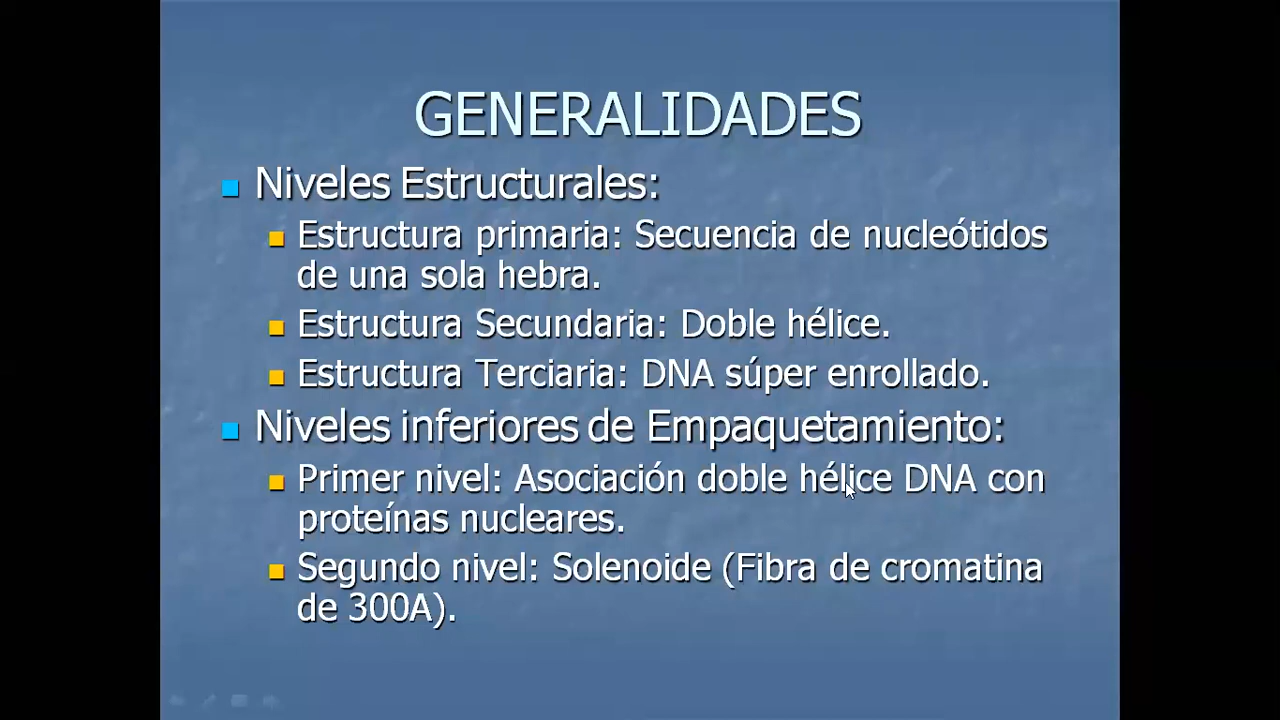 GENERALIDADES
Niveles Estructurales:
Estructura primaria: Secuencia de nucleótidos
de una sola hebra.
Estructura Secundaria: Doble hélice.
Estructura Terciaria: DNA súper enrollado.
Niveles inferiores de Empaquetamiento:
Primer nivel: Asociación doble hélice DNA con
proteínas nucleares.
Segundo nivel: Solenoide (Fibra de cromatina
de 300A).